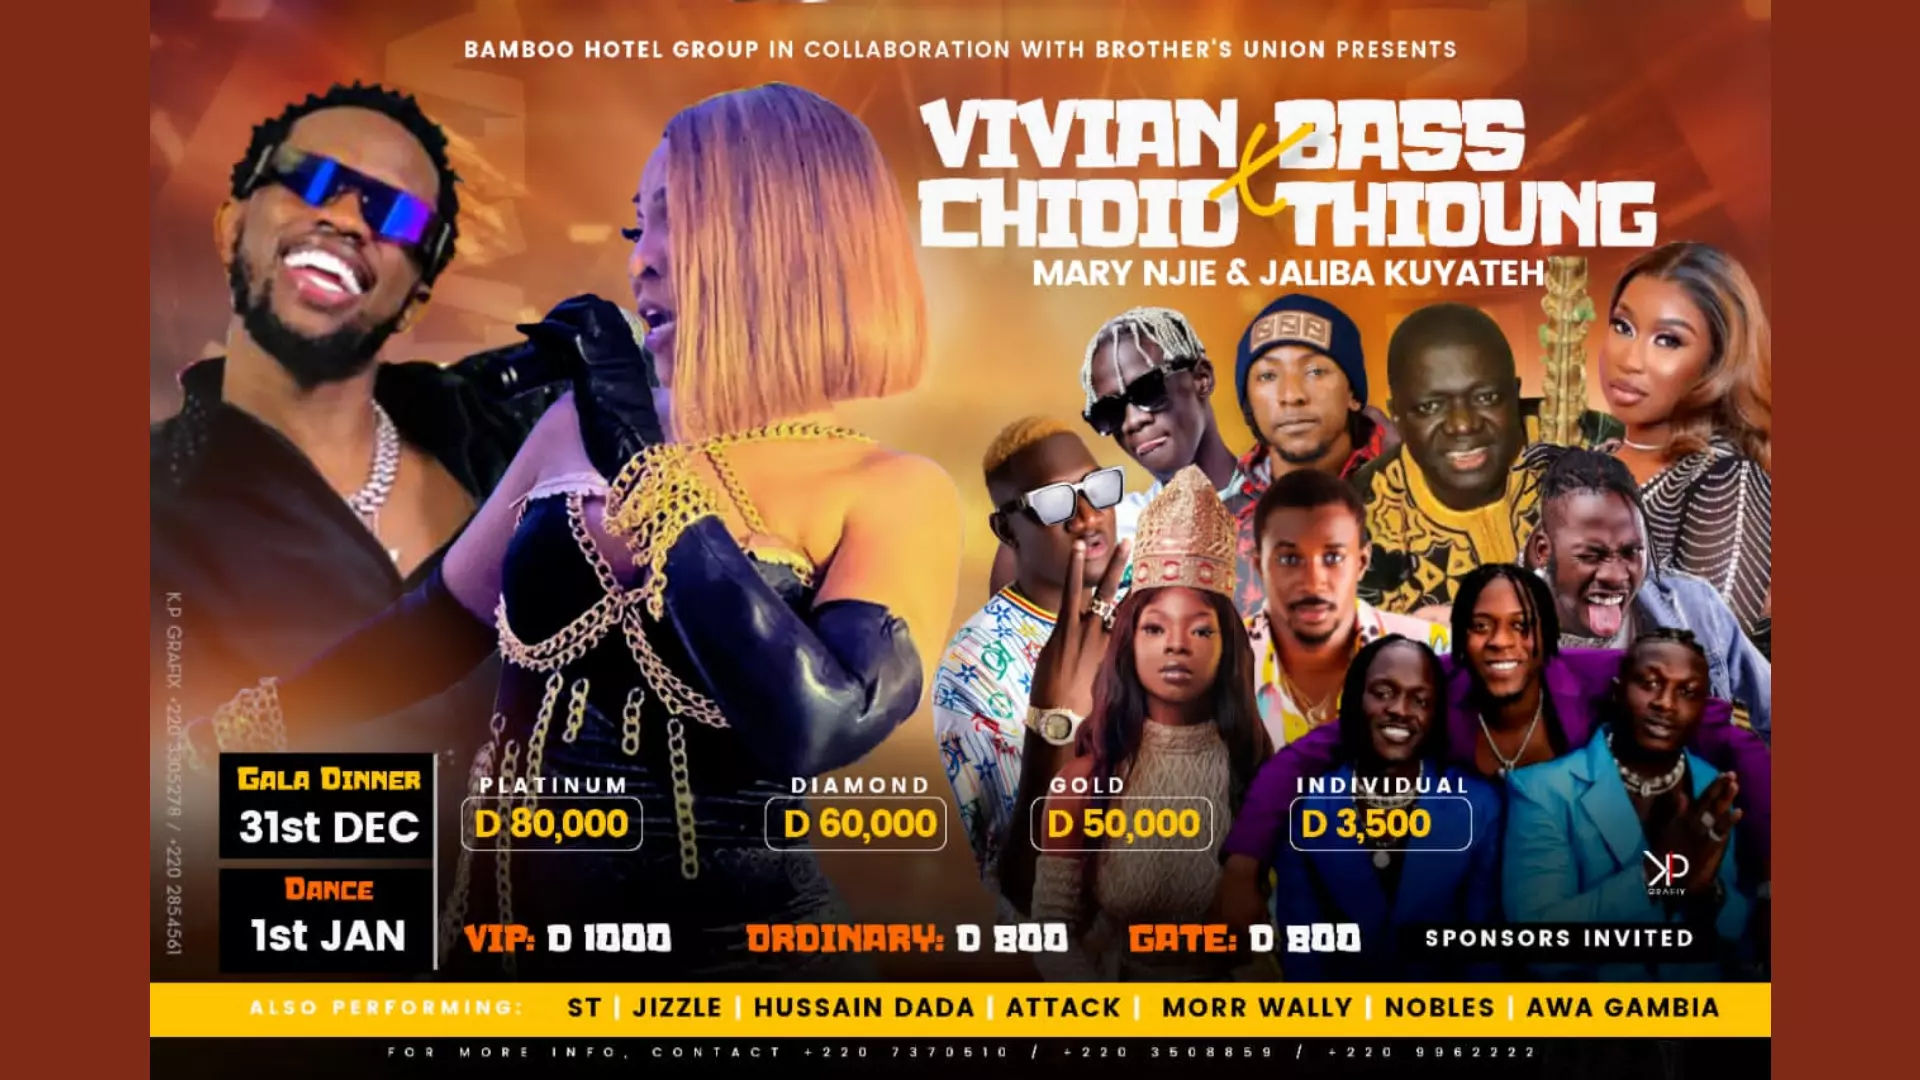 BAMBOO HOTEL GROUP IN COLLABORATION WITH BROTHER'S UNION PRESENTS
VIVIAN X BASS
CHIDID THIOUNG
MARY NJIE & JALIBA KUYATEH
K.P GRAFIX +220 3305278 / +220 2854561
GALA DINNER
31st DEC
DANCE
1st JAN
PLATINUM
D 80,000
DIAMOND
D 60,000
GOLD
D 50,000
INDIVIDUAL
D 3,500
KP
GRAFIX
VIP: D 1000
ORDINARY: D 800
GATE: D 800
SPONSORS INVITED
ALSO PERFORMING: ST | JIZZLE | HUSSAIN DADA | ATTACK | MORR WALLY | NOBLES | AWA GAMBIA
FOR MORE INFO, CONTACT +220 7370510 / +220 3508859 / +220 9962222